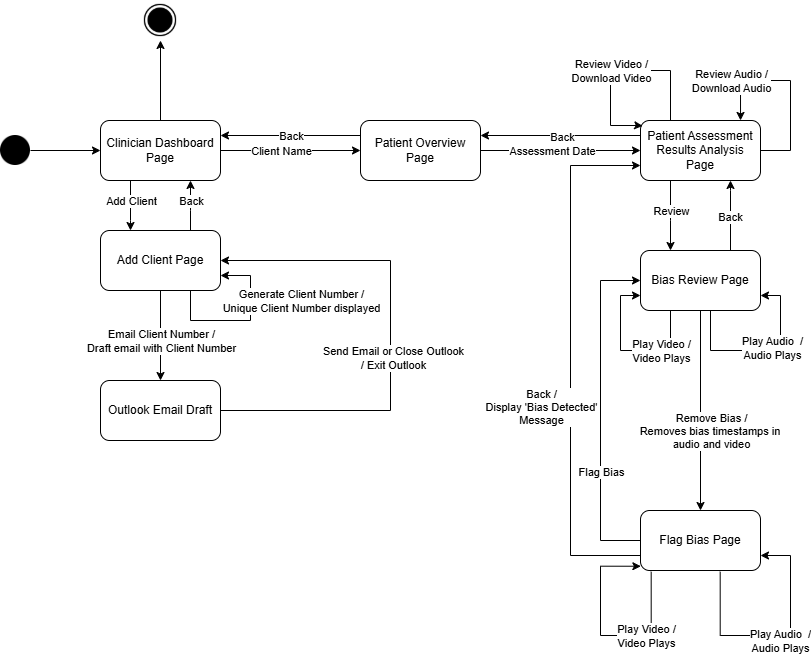 Review Video /
Download Video
Review Audio /
Download Audio
Clinician Dashboard
Page
Back
Client Name
Patient Overview
Page
Back
Assessment Date
Patient Assessment
Results Analysis
Page
Add Client
Back
Review
Back
Add Client Page
Generate Client Number /
Unique Client Number displayed
Bias Review Page
Email Client Number /
Draft email with Client Number
Send Email or Close Outlook
/ Exit Outlook
Play Video /
Video Plays
Play Audio /
Audio Plays
Outlook Email Draft
Back /
Display 'Bias Detected'
Message
Remove Bias /
Removes bias timestamps in
audio and video
Flag Bias
Flag Bias Page
Play Video /
Video Plays
Play Audio /
Audio Plays